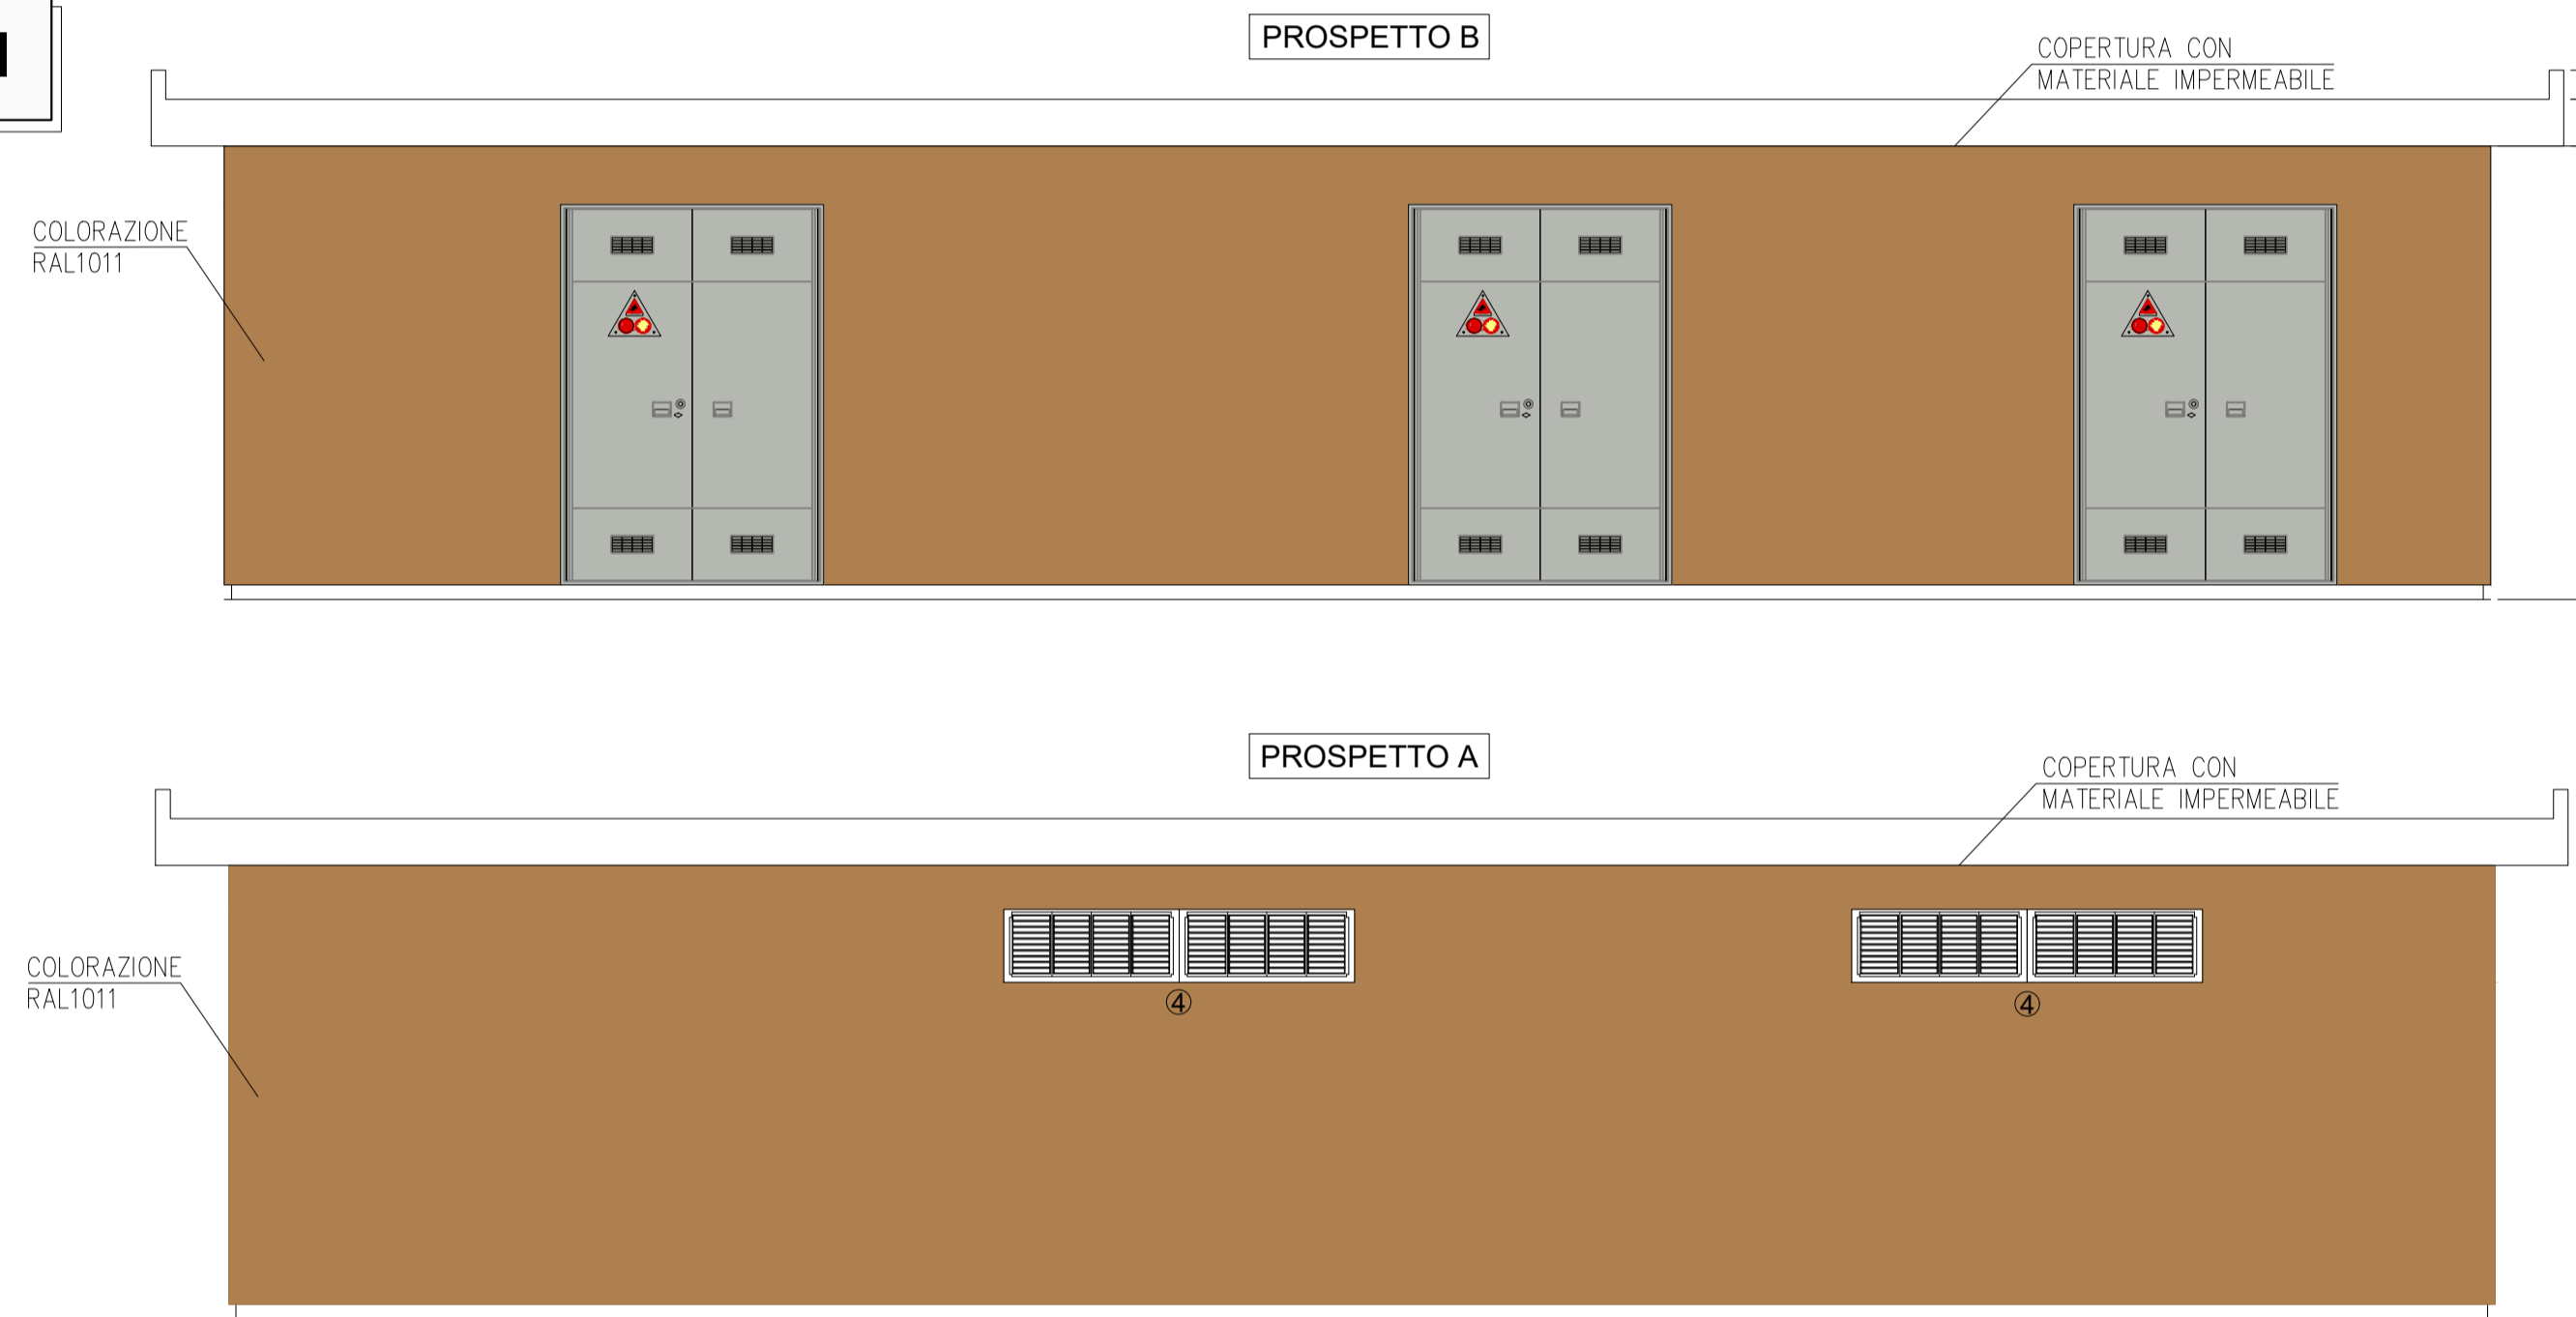 PROSPETTO B
COPERTURA CON
MATERIALE IMPERMEABILE
COLORAZIONE
RAL1011
PROSPETTO A
COPERTURA CON
MATERIALE IMPERMEABILE
COLORAZIONE
RAL1011
4
4